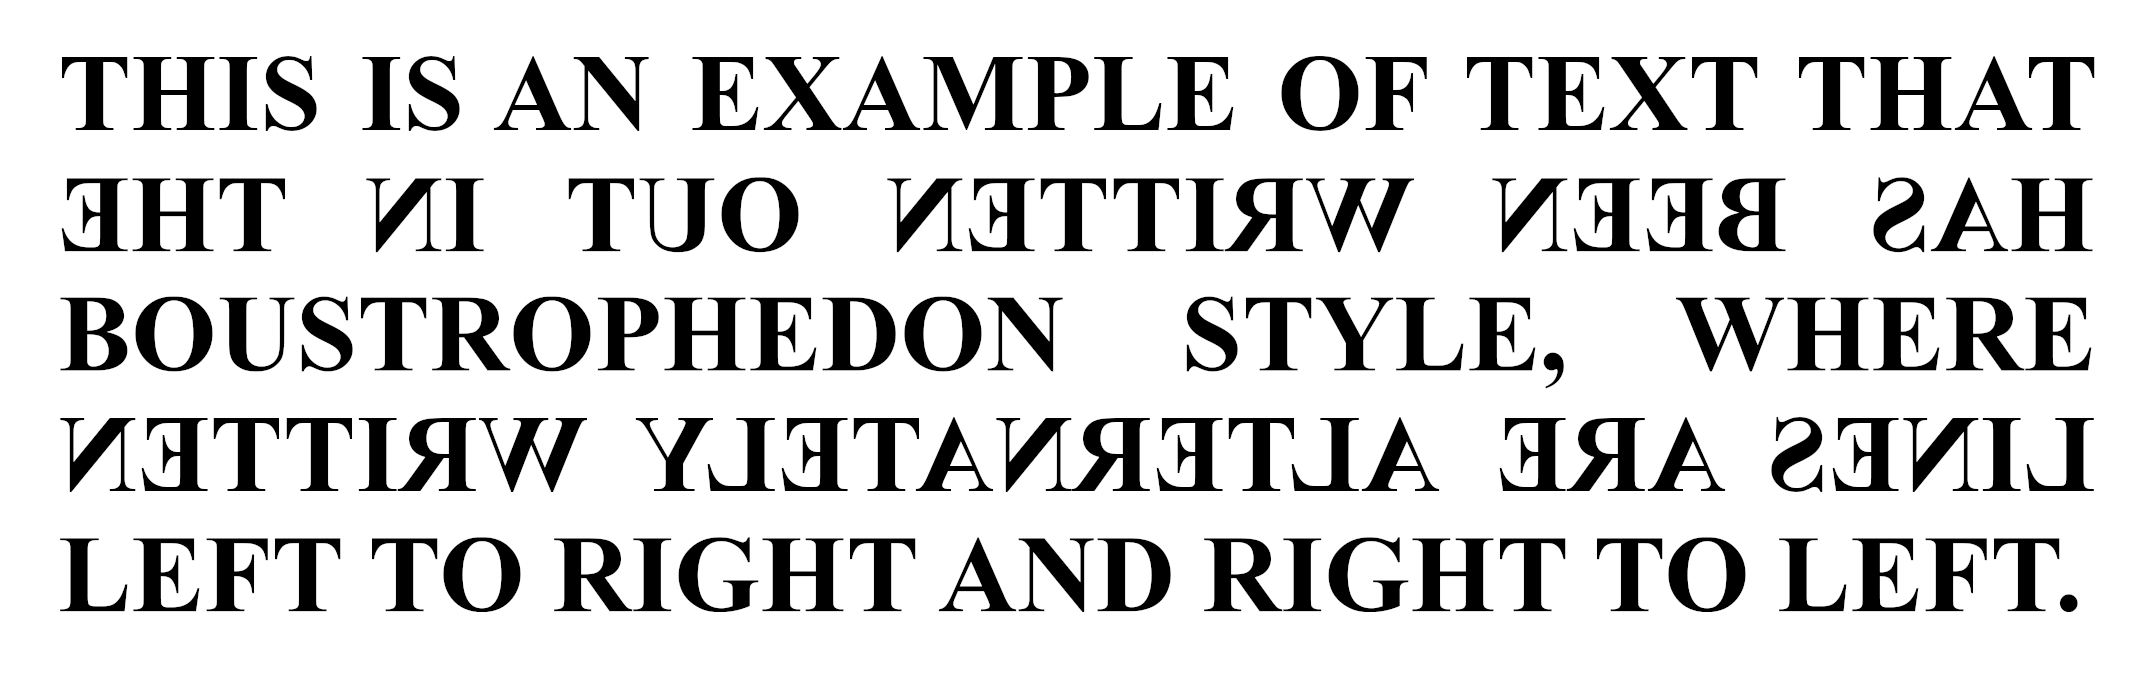 THIS IS AN EXAMPLE OF TEXT THAT
HAS BEEN WRITTEN OUT IN THE
BOUSTROPHEDON STYLE, WHERE
LINES ARE ALTERNATELY WRITTEN
LEFT TO RIGHT AND RIGHT TO LEFT.